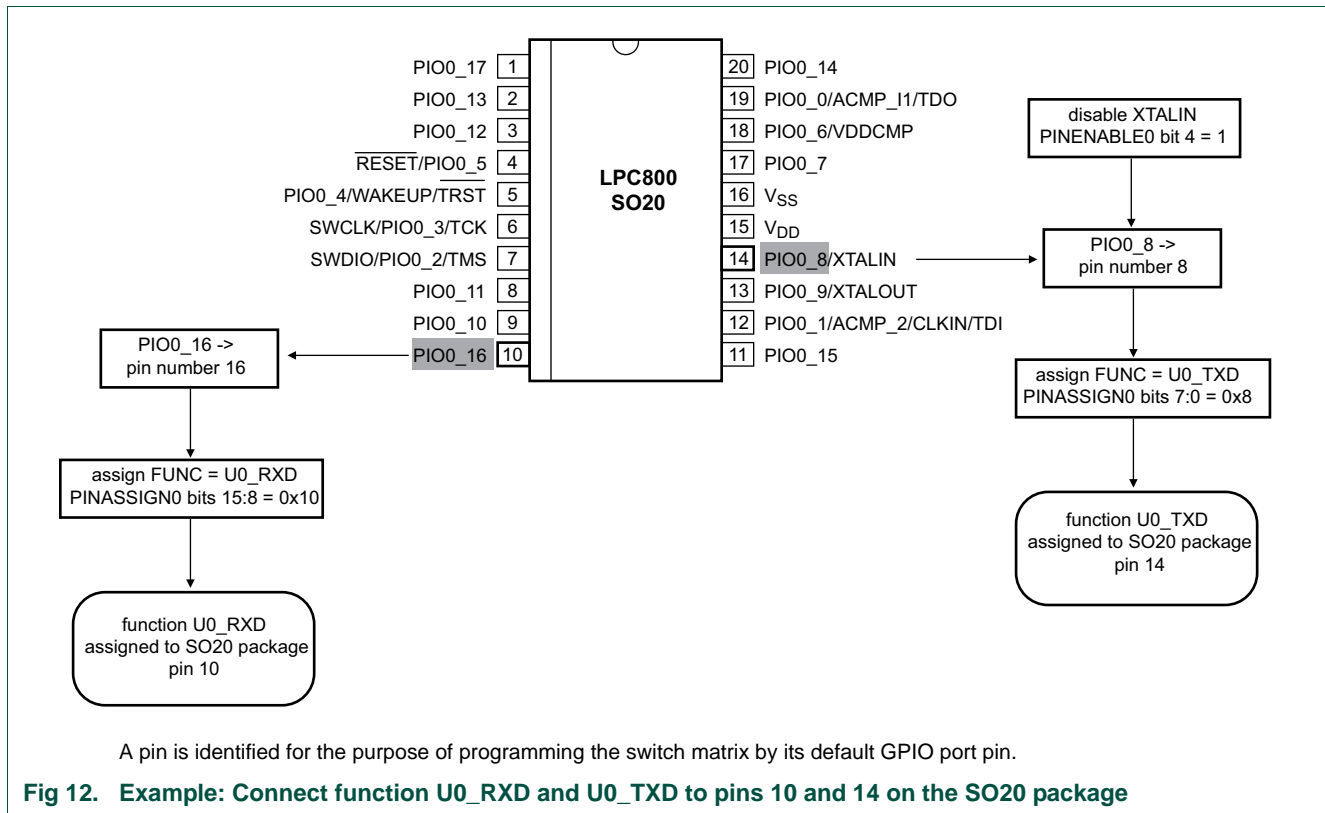 PIO0_17 1
PIO0_13 2
PIO0_12 3
RESET/PIO0_5 4
PIO0_4/WAKEUP/TRST 5
SWCLK/PIO0_3/TCK 6
SWDIO/PIO0_2/TMS 7
PIO0_11 8
PIO0_10 9
PIO0_16 10
LPC800
SO20
20 PIO0_14
19 PIO0_0/ACMP_I1/TDO
18 PIO0_6/VDDCMP
17 PIO0_7
16 VSS
15 VDD
14 PIO0_8/XTALIN
13 PIO0_9/XTALOUT
12 PIO0_1/ACMP_2/CLKIN/TDI
11 PIO0_15
PIO0_16 ->
pin number 16
assign FUNC = U0_RXD
PINASSIGN0 bits 15:8 = 0x10
function U0_RXD
assigned to SO20 package
pin 10
disable XTALIN
PINENABLE0 bit 4 = 1
PIO0_8 ->
pin number 8
assign FUNC = U0_TXD
PINASSIGN0 bits 7:0 = 0x8
function U0_TXD
assigned to SO20 package
pin 14
A pin is identified for the purpose of programming the switch matrix by its default GPIO port pin.
Fig 12. Example: Connect function U0_RXD and U0_TXD to pins 10 and 14 on the SO20 package